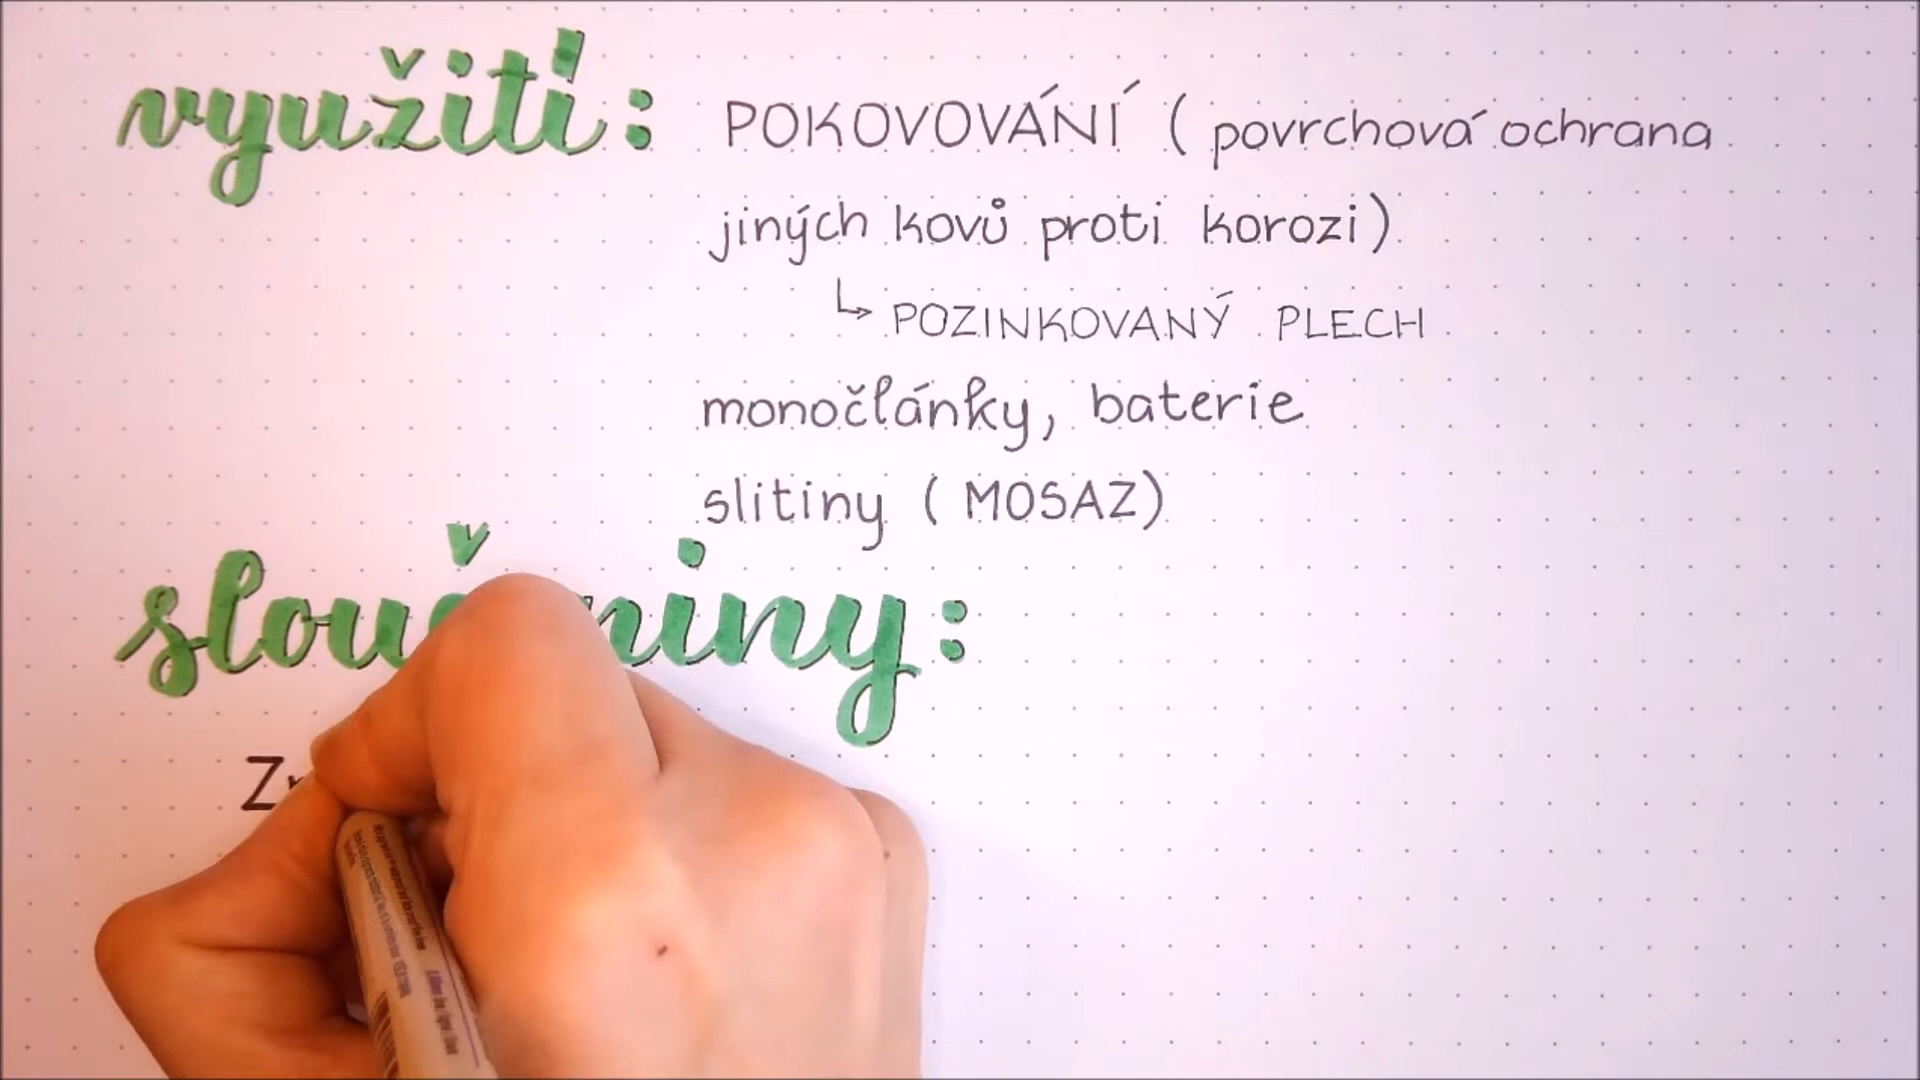 využití: POKOVOVÁNÍ (povrchová ochrana
jiných kovů proti korozi)
↳ POZINKOVANÝ PLECH
monočlánky, baterie
slitiny (MOSAZ)